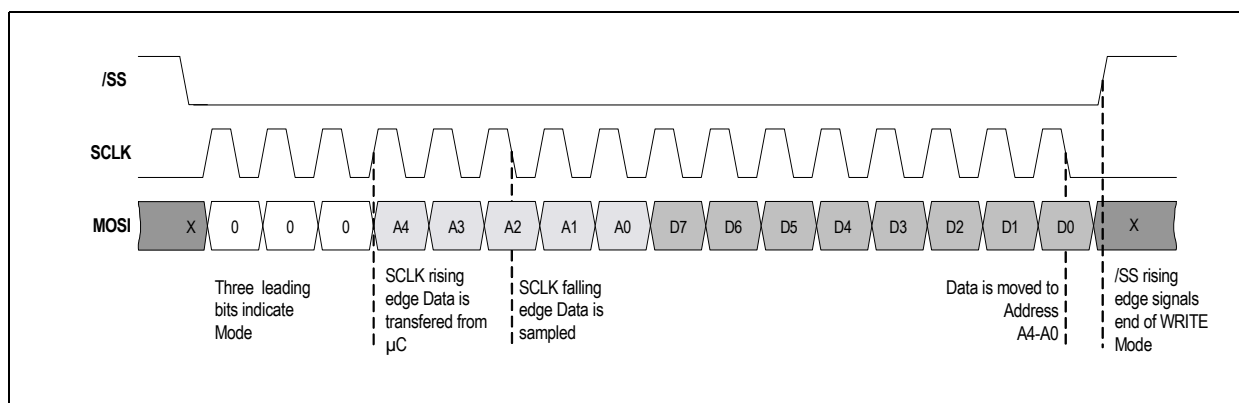 /SS
SCLK
MOSI X 0 0 0 A4 A3 A2 A1 A0 D7 D6 D5 D4 D3 D2 D1 D0 X
Three leading
bits indicate
Mode
SCLK rising
edge Data is
transfered from
µC
SCLK falling
edge Data is
sampled
Data is moved to
Address
A4-A0
/SS rising
edge signals
end of WRITE
Mode